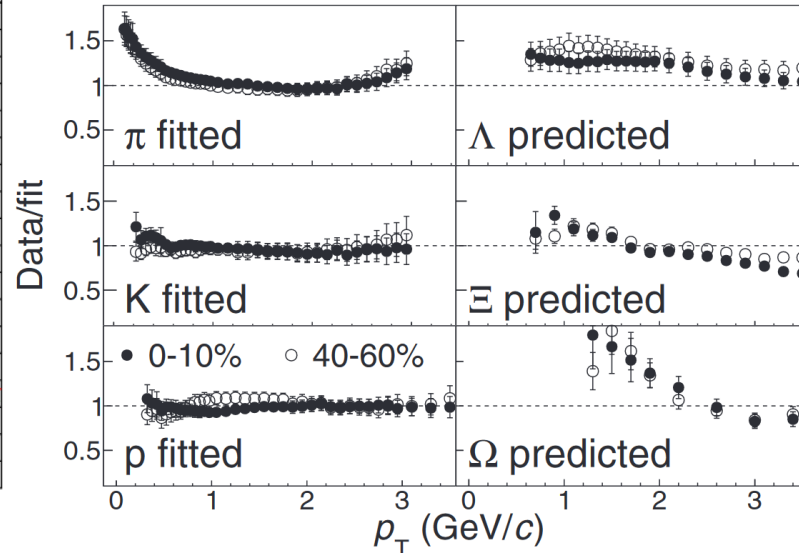 Data/fit
1.5
1
0.5
π fitted
Λ predicted
1.5
1
0.5
K fitted
Ξ predicted
0-10% 40-60%
1.5
1
0.5
p fitted
Ω predicted
0 1 2 3 0 1 2 3
pT (GeV/c)